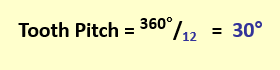 Tooth Pitch = 360°/12 = 30°